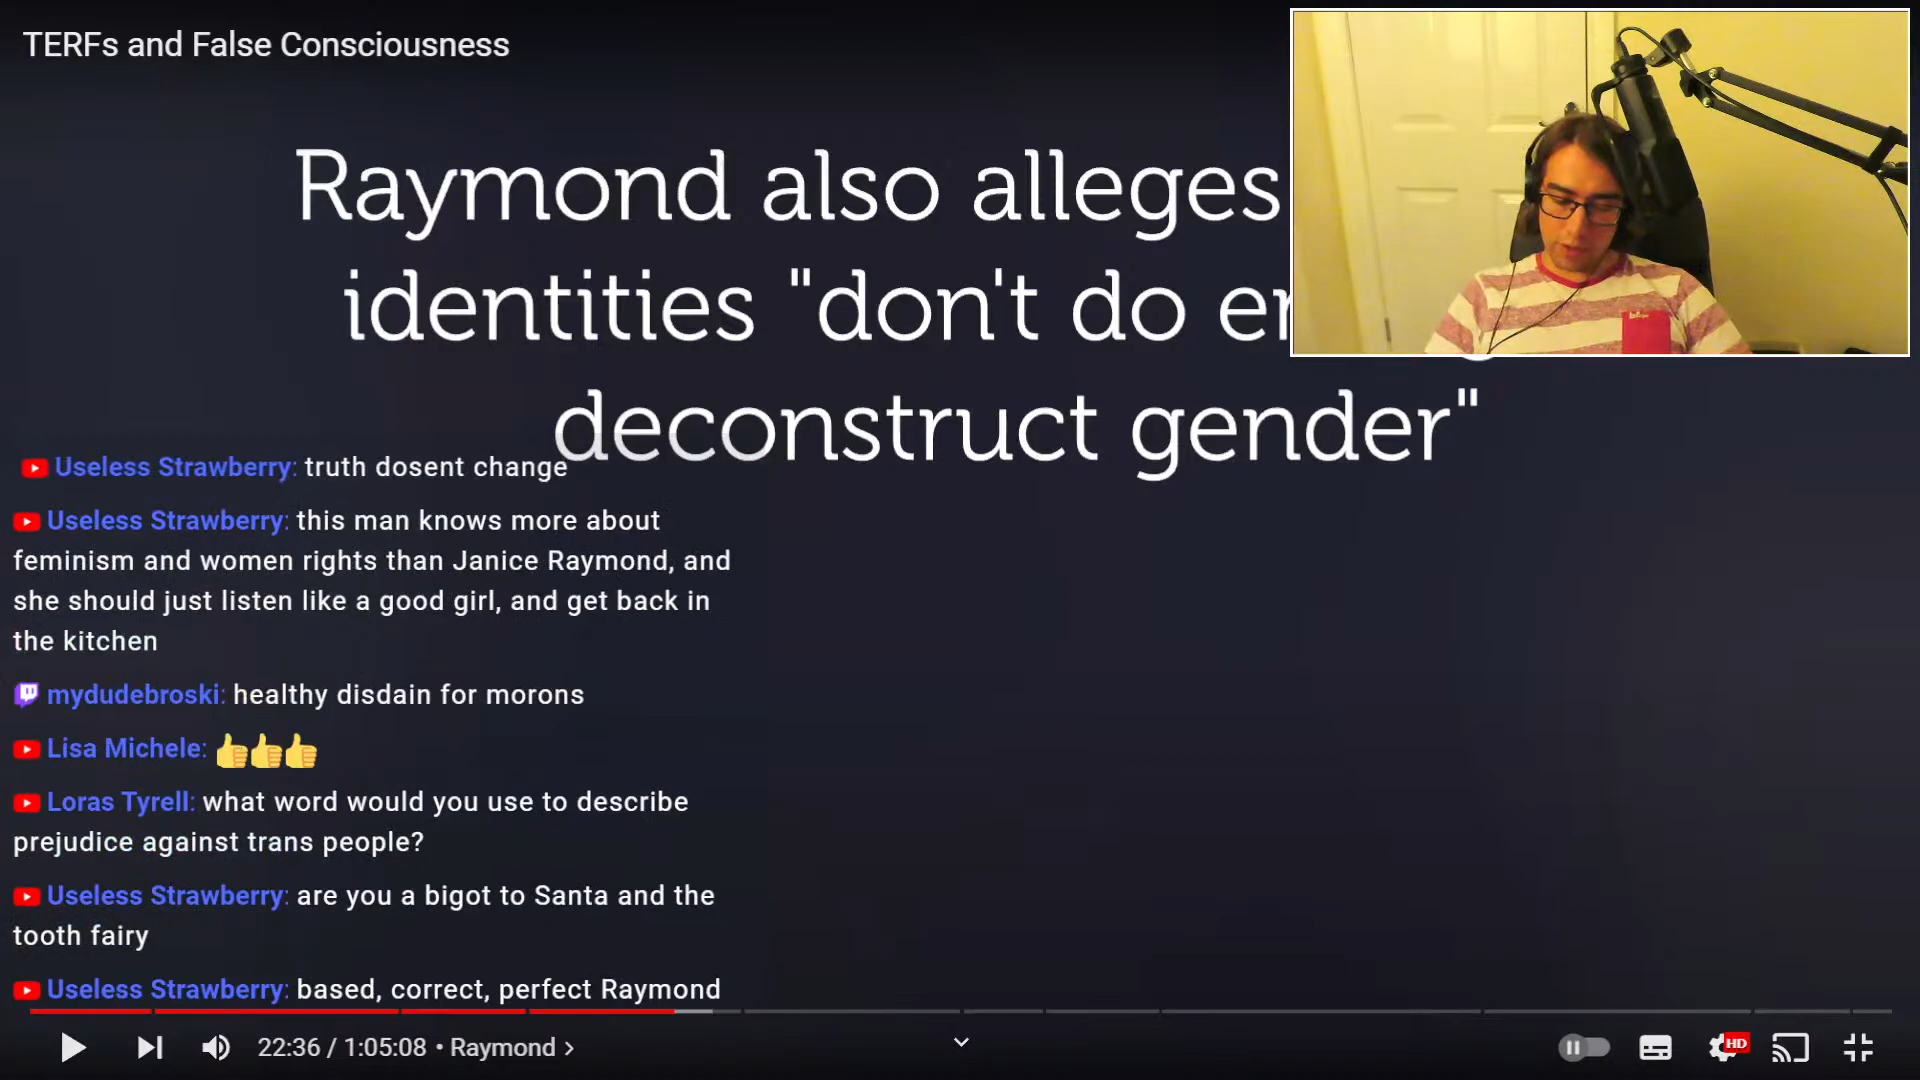 TERFs and False Consciousness
Raymond also alleges
identities "don't do
deconstruct gender"
Useless Strawberry: truth dosent change
Useless Strawberry: this man knows more about
feminism and women rights than Janice Raymond, and
she should just listen like a good girl, and get back in
the kitchen
mydudebroski: healthy disdain for morons
Lisa Michele: 👍👍👍
Loras Tyrell: what word would you use to describe
prejudice against trans people?
Useless Strawberry: are you a bigot to Santa and the
tooth fairy
Useless Strawberry: based, correct, perfect Raymond
22:36 / 1:05:08 • Raymond >
HD